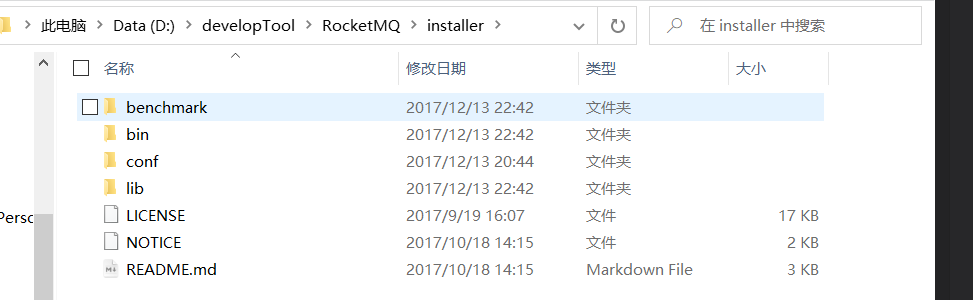 此电脑 > Data (D:) > developTool > RocketMQ > installer >
在 installer 中搜索
名称 修改日期 类型 大小
benchmark 2017/12/13 22:42 文件夹
bin 2017/12/13 22:42 文件夹
conf 2017/12/13 20:44 文件夹
lib 2017/12/13 22:42 文件夹
LICENSE 2017/9/19 16:07 文件 17 KB
NOTICE 2017/10/18 14:15 文件 2 KB
README.md 2017/10/18 14:15 Markdown File 3 KB
Perso